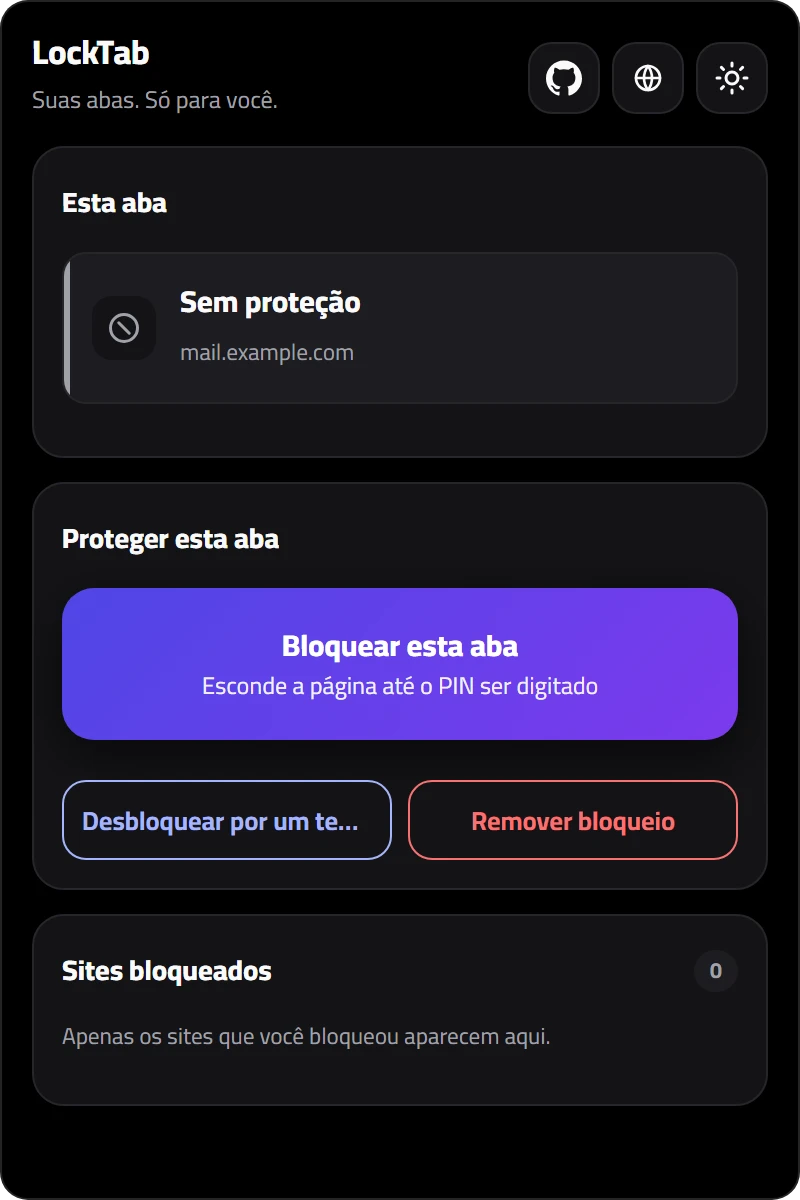 LockTab
Suas abas. Só para você.
Esta aba
Sem proteção
mail.example.com
Proteger esta aba
Bloquear esta aba
Esconde a página até o PIN ser digitado
Desbloquear por um te...
Remover bloqueio
Sites bloqueados
0
Apenas os sites que você bloqueou aparecem aqui.